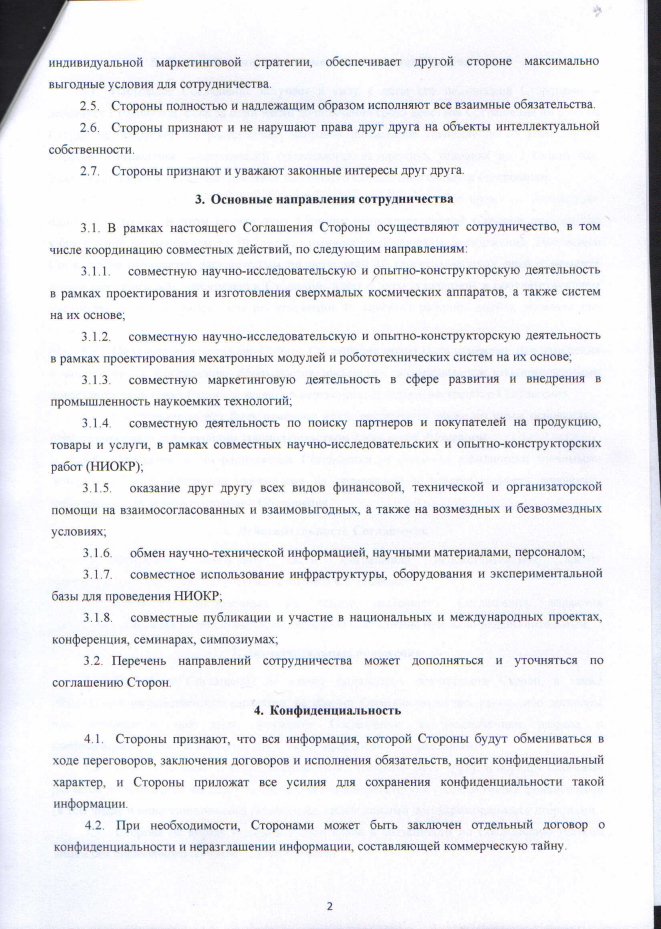 индивидуальной маркетинговой стратегии, обеспечивает другой стороне максимально
выгодные условия для сотрудничества.
2.5. Стороны полностью и надлежащим образом исполняют все взаимные обязательства.
2.6. Стороны признают и не нарушают права друг друга на объекты интеллектуальной
собственности.
2.7. Стороны признают и уважают законные интересы друг друга.
3. Основные направления сотрудничества
3.1. В рамках настоящего Соглашения Стороны осуществляют сотрудничество, в том
числе координацию совместных действий, по следующим направлениям:
3.1.1. совместную научно-исследовательскую и опытно-конструкторскую деятельность
в рамках проектирования и изготовления сверхмалых космических аппаратов, а также систем
на их основе;
3.1.2. совместную научно-исследовательскую и опытно-конструкторскую деятельность
в рамках проектирования мехатронных модулей и робототехнических систем на их основе;
3.1.3. совместную маркетинговую деятельность в сфере развития и внедрения в
промышленность наукоемких технологий;
3.1.4. совместную деятельность по поиску партнеров и покупателей на продукцию,
товары и услуги, в рамках совместных научно-исследовательских и опытно-конструкторских
работ (НИОКР);
3.1.5. оказание друг другу всех видов финансовой, технической и организаторской
помощи на взаимосогласованных и взаимовыгодных, а также на возмездных и безвозмездных
условиях;
3.1.6. обмен научно-технической информацией, научными материалами, персоналом;
3.1.7. совместное использование инфраструктуры, оборудования и экспериментальной
базы для проведения НИОКР;
3.1.8. совместные публикации и участие в национальных и международных проектах,
конференция, семинарах, симпозиумах;
3.2. Перечень направлений сотрудничества может дополняться и уточняться по
соглашению Сторон.
4. Конфиденциальность
4.1. Стороны признают, что вся информация, которой Стороны будут обмениваться в
ходе переговоров, заключения договоров и исполнения обязательств, носит конфиденциальный
характер, и Стороны приложат все усилия для сохранения конфиденциальности такой
информации.
4.2. При необходимости, Сторонами может быть заключен отдельный договор о
конфиденциальности и неразглашении информации, составляющей коммерческую тайну.
2